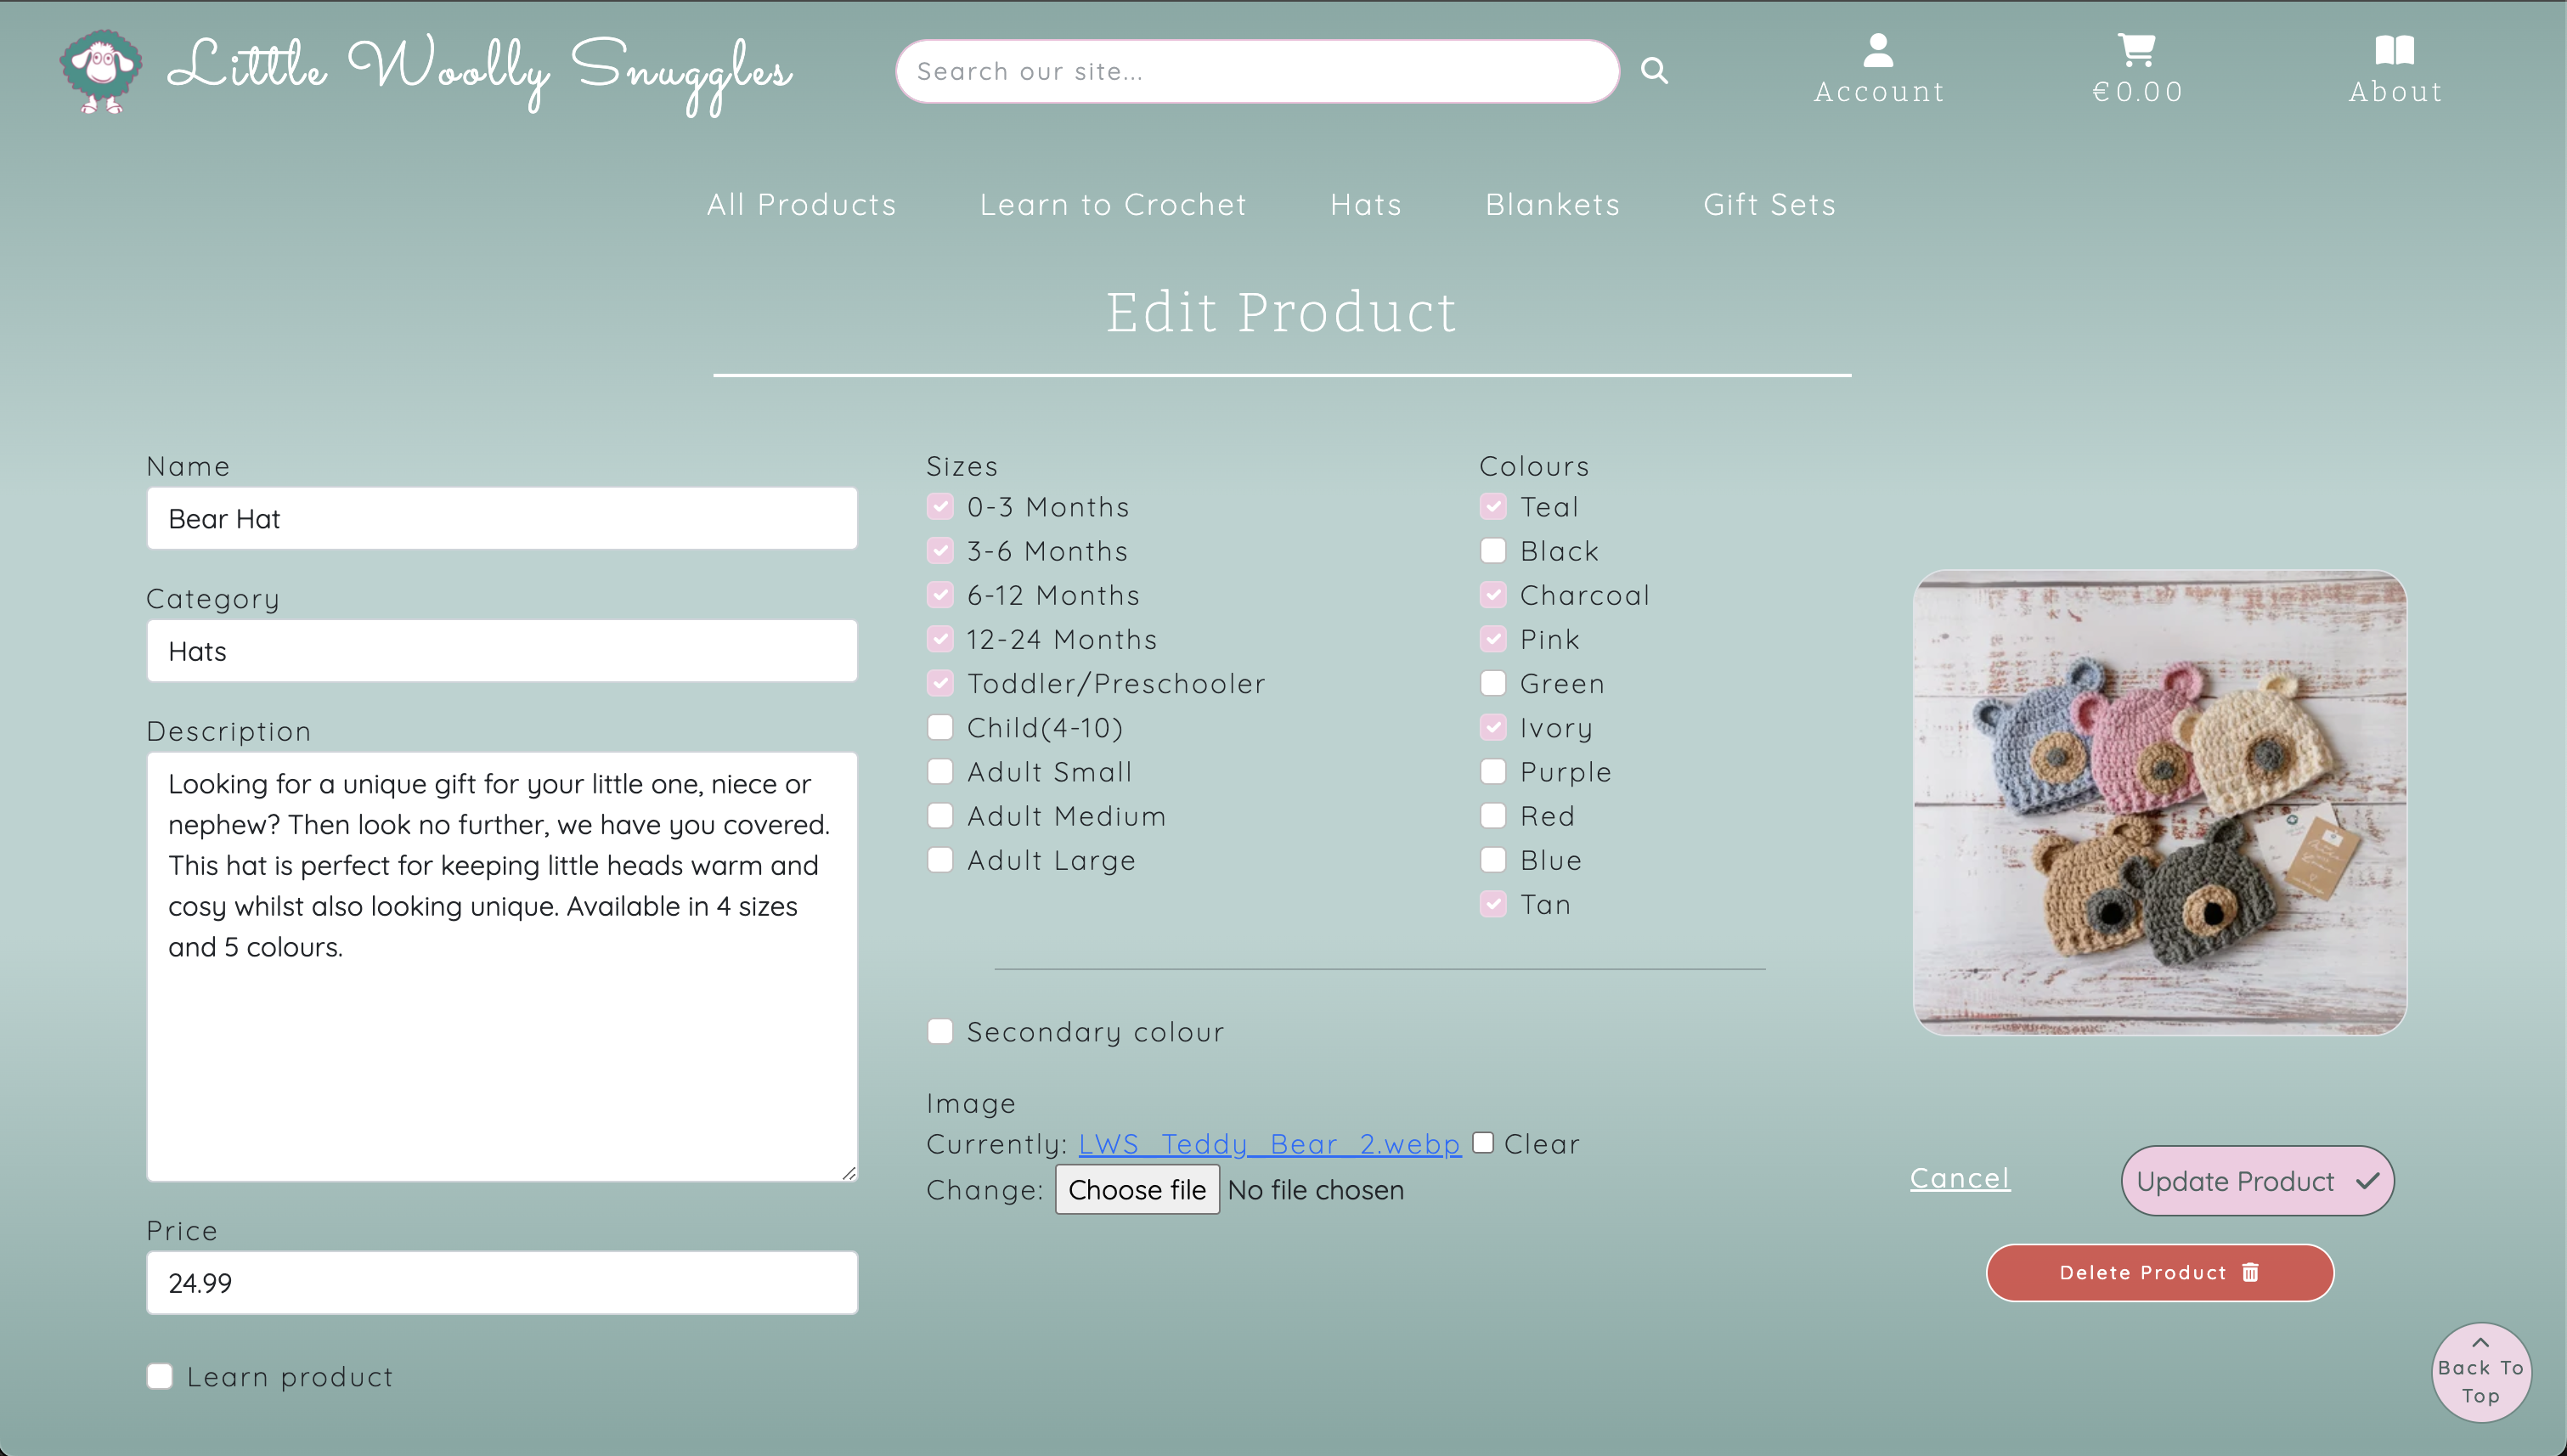 Little Woolly Snuggles
Search our site...
Account
€0.00
About
All Products
Learn to Crochet
Hats
Blankets
Gift Sets
Edit Product
Name
Bear Hat
Category
Hats
Description
Looking for a unique gift for your little one, niece or
nephew? Then look no further, we have you covered.
This hat is perfect for keeping little heads warm and
cosy whilst also looking unique. Available in 4 sizes
and 5 colours.
Price
24.99
Learn product
Sizes
0-3 Months
3-6 Months
6-12 Months
12-24 Months
Toddler/Preschooler
Child(4-10)
Adult Small
Adult Medium
Adult Large
Colours
Teal
Black
Charcoal
Pink
Green
Ivory
Purple
Red
Blue
Tan
Secondary colour
Image
Currently: LWS_Teddy_Bear_2.webp Clear
Change: Choose file No file chosen
Cancel
Update Product
Delete Product
Back To
Top